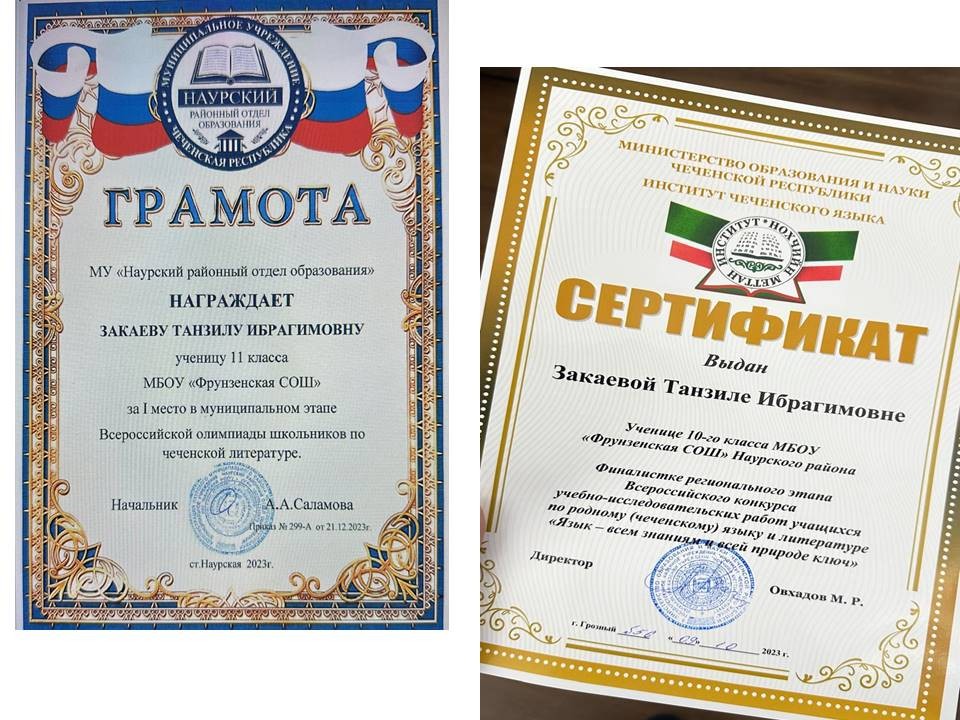 МУНИЦИПАЛЬНОЕ УЧРЕЖДЕНИЕ
НАУРСКИЙ
РАЙОННЫЙ ОТДЕЛ
ОБРАЗОВАНИЯ
ЧЕЧЕНСКАЯ РЕСПУБЛИКА
ГРАМОТА
МУ «Наурский районный отдел образования»
НАГРАЖДАЕТ
ЗАКАЕВУ ТАНЗИЛУ ИБРАГИМОВНУ
ученицу 11 класса
МБОУ «Фрунзенская СОШ»
за I место в муниципальном этапе
Всероссийской олимпиады школьников по
чеченской литературе.
Начальник А.А.Саламова
Приказ № 299-А от 21.12.2023г.
ст.Наурская 2023г.
МИНИСТЕРСТВО ОБРАЗОВАНИЯ И НАУКИ
ЧЕЧЕНСКОЙ РЕСПУБЛИКИ
ИНСТИТУТ ЧЕЧЕНСКОГО ЯЗЫКА
НОХЧИЙН МЕТТАН ИНСТИТУТ
СЕРТИФИКАТ
Выдан
Закаевой Танзиле Ибрагимовне
Ученице 10-го класса МБОУ
«Фрунзенская СОШ» Наурского района
Финалистке регионального этапа
Всероссийского конкурса
учебно-исследовательских работ учащихся
по родному (чеченскому) языку и литературе
«Язык – всем знаниям и всей природе ключ»
Директор
Овхадов М. Р.
г. Грозный 550 «09» 10 2023 г.